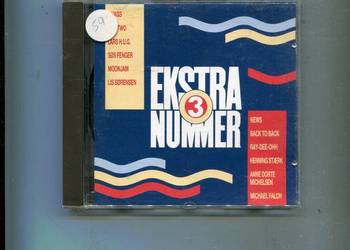 59
LARS H.U.G.
SØS FENGER
MOONJAM
LIS SØRENSEN
EKSTRA
3
NUMMER
NEWS
BACK TO BACK
RAY-DEE-OHH
HENNING STÆRK
ANNE DORTE
MICHELSEN
MICHAEL FALCH